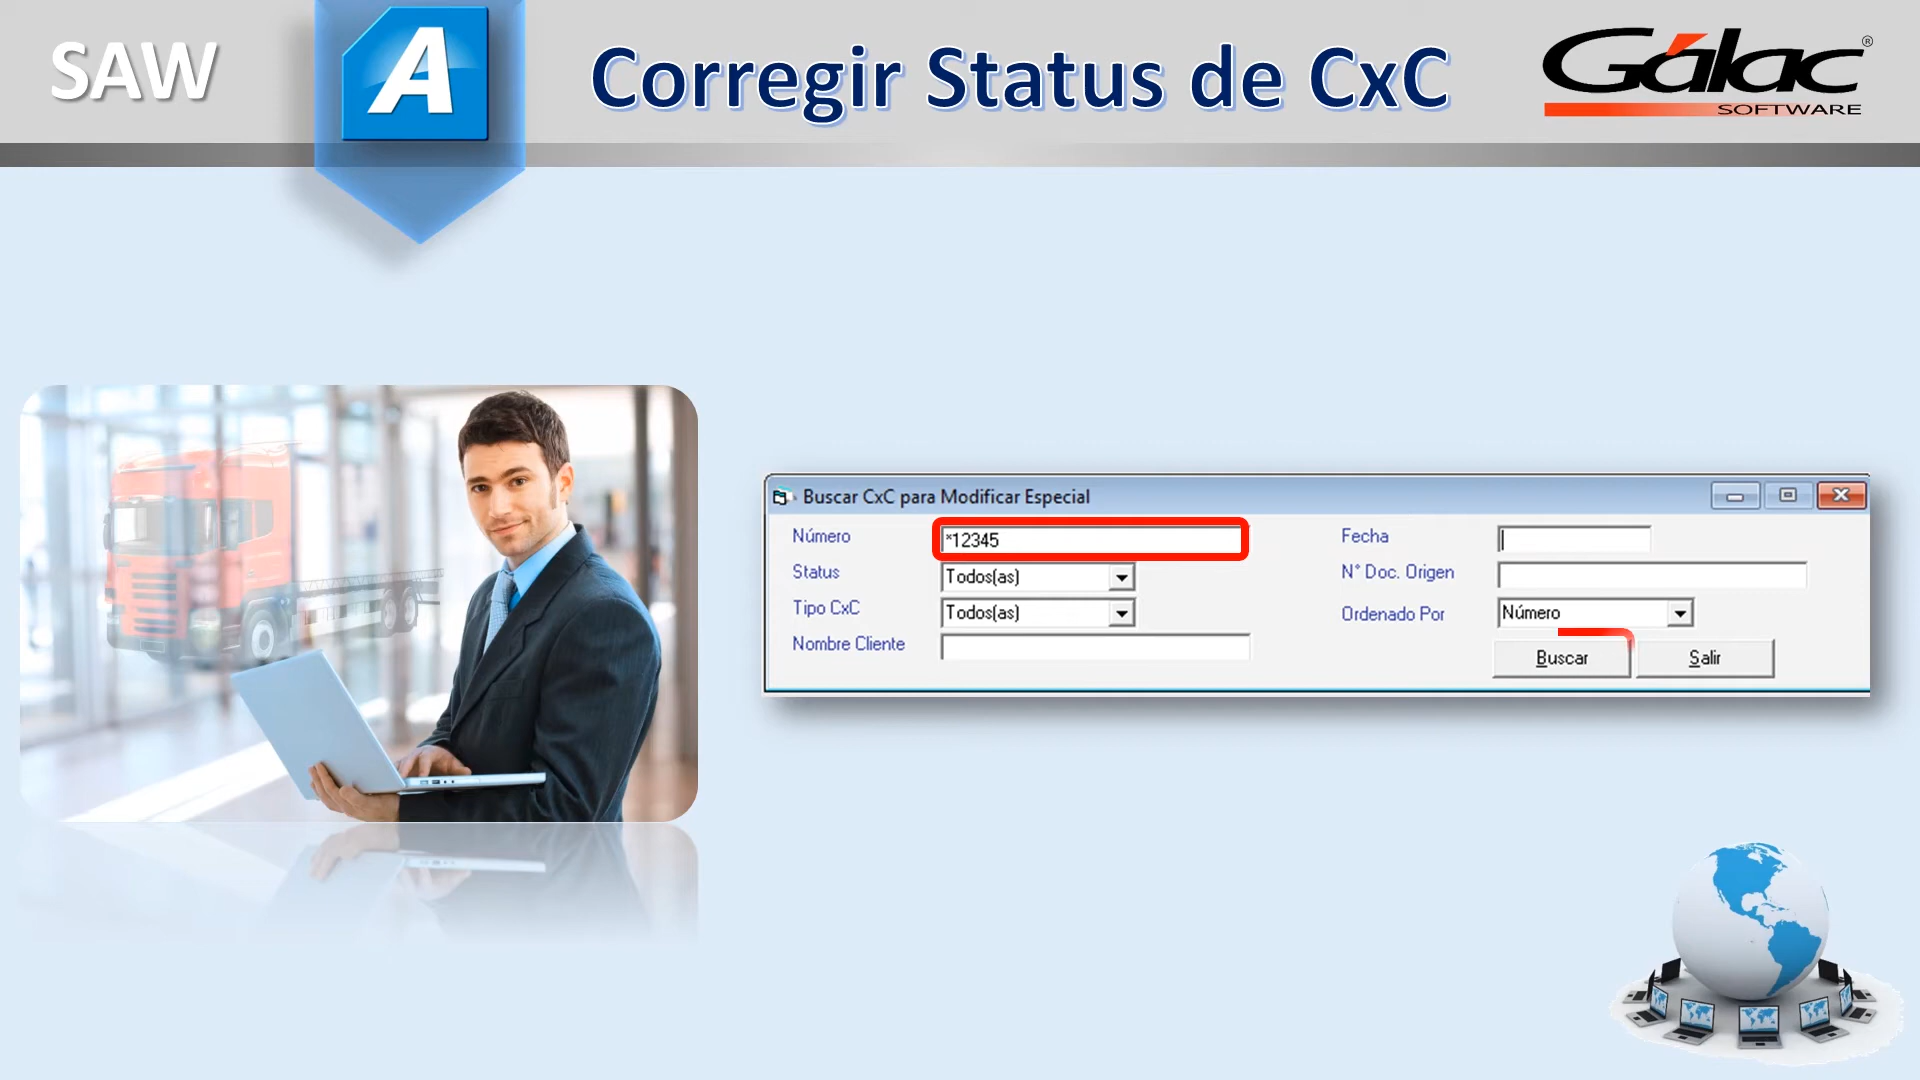 SAW
A
Corregir Status de CxC
Gálac®
SOFTWARE
Buscar CxC para Modificar Especial
Número *12345 Fecha
Status Todos(as) N° Doc. Origen
Tipo CxC Todos(as) Ordenado Por Número
Nombre Cliente Buscar Salir